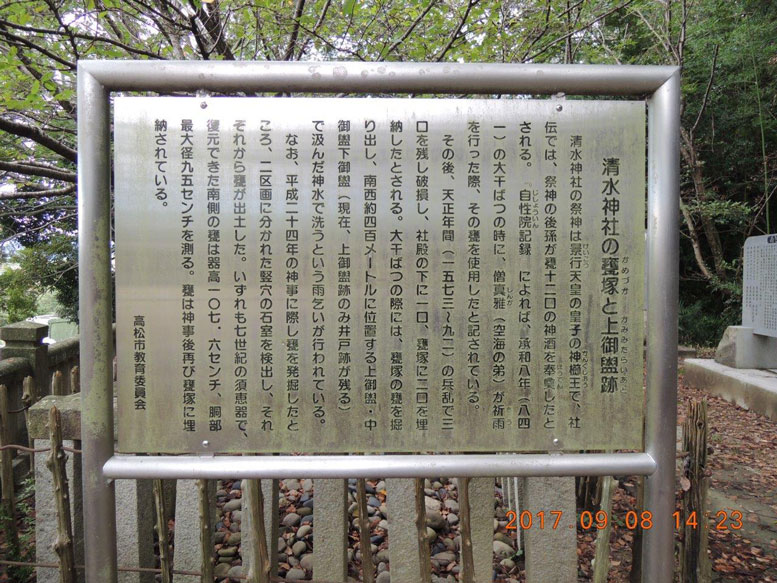 清水神社の甕塚と上御盥跡
かめづか
かみみたらいあと
清水神社の祭神は景行天皇の皇子の神櫛王で、社
伝では、祭神の後孫が甕十二口の神酒を奉奠したと
される。『自性院記録』によれば、承和八年（八四
一）の大干ばつの時に、僧真雅（空海の弟）が祈雨
を行った際、その甕を使用したと記されている。
その後、天正年間（一五七三～九二）の兵乱で三
口を残し破損し、社殿の下に一口、甕塚に二口を埋
納したとされる。大干ばつの際には、甕塚の甕を掘
り出し、南西約四百メートルに位置する上御盥・中
御盥下御盥（現在、上御盥跡のみ井戸跡が残る）
で汲んだ神水で洗うという雨乞いが行われている。
なお、平成二十四年の神事に際し甕を発掘したと
ころ、二区画に分かれた竪穴の石室を検出し、それ
それから甕が出土した。いずれも七世紀の須恵器で、
復元できた南側の甕は器高一〇七．六センチ、胴部
最大径九五センチを測る。甕は神事後再び甕塚に埋
納されている。
高松市教育委員会
2017 09 08 14 23